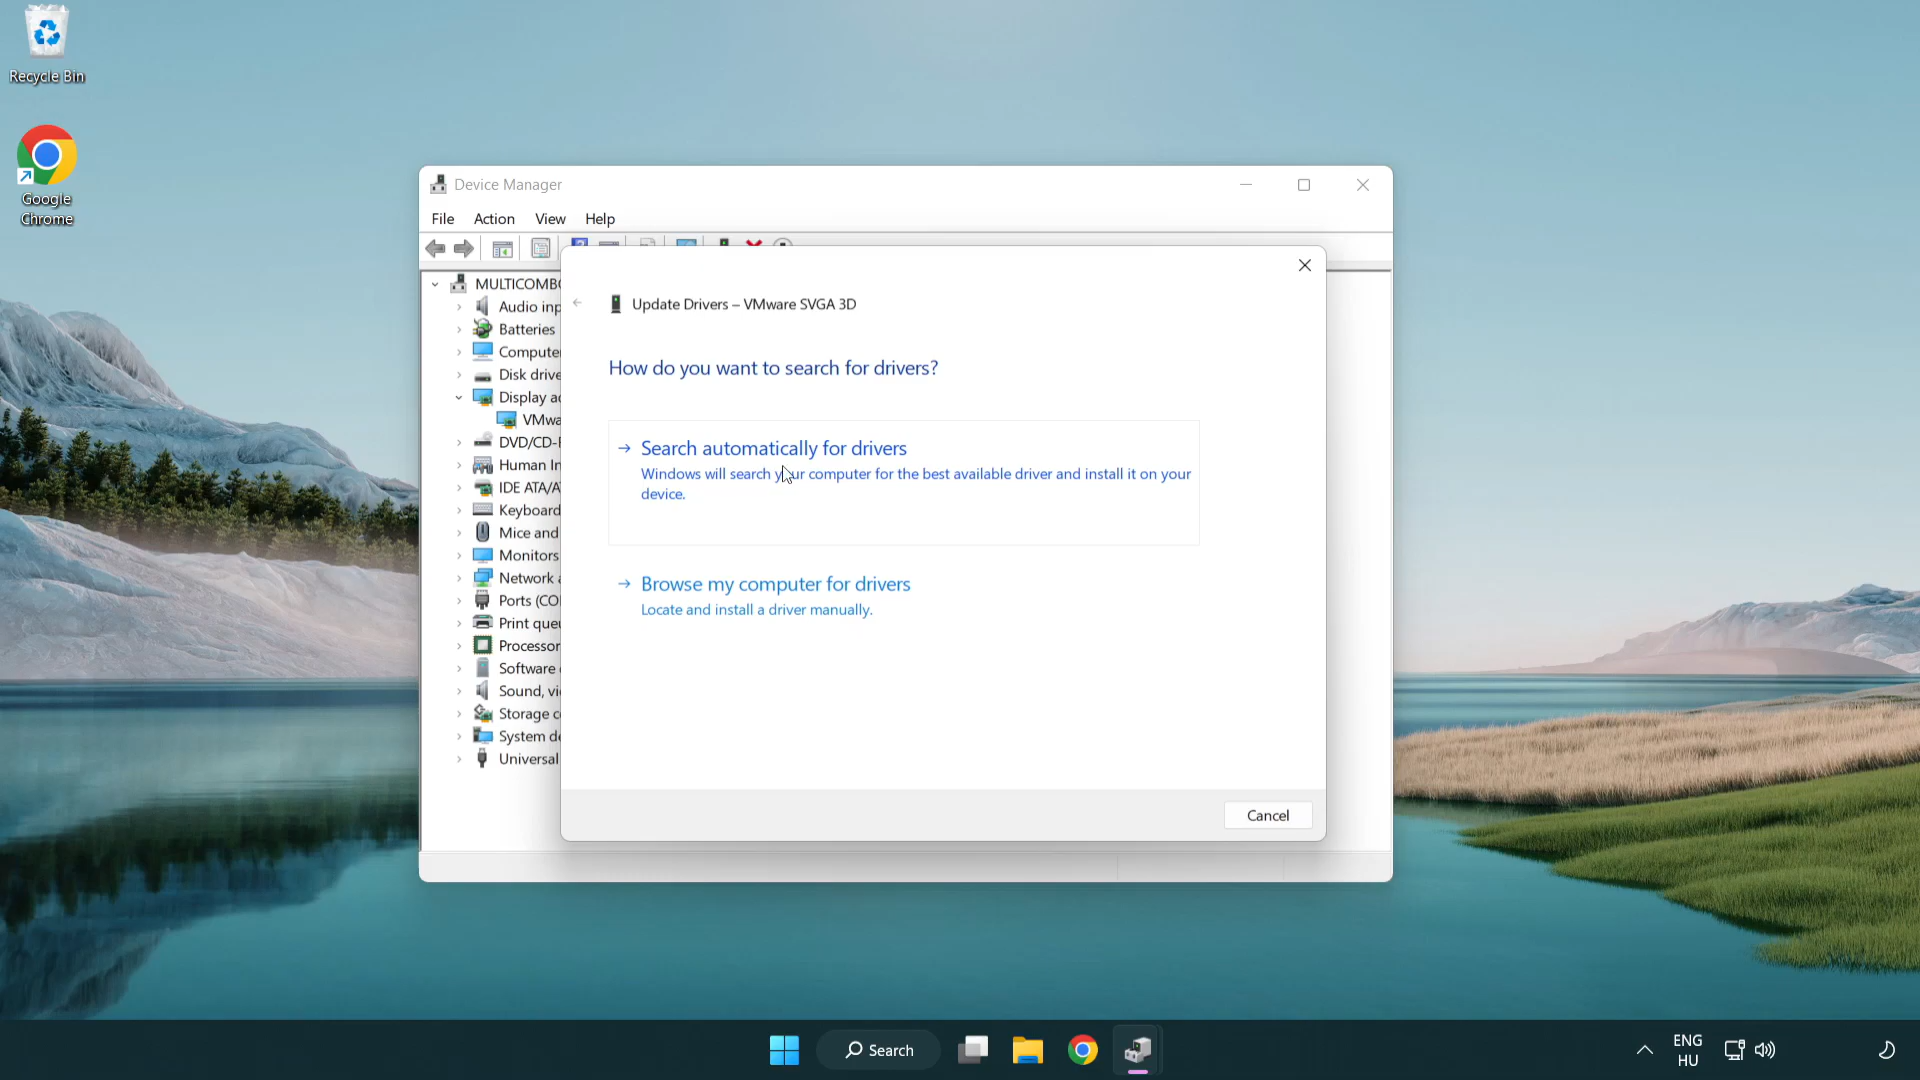 Recycle Bin
Google
Chrome
Device Manager
File Action View Help
MULTICOMB
Audio inp
Batteries
Compute
Disk drive
Display a
VMwa
DVD/CD-
Human In
IDE ATA/A
Keyboard
Mice and
Monitors
Network a
Ports (CO
Print que
Processor
Software
Sound, vi
Storage c
System de
Universal
Update Drivers – VMware SVGA 3D
How do you want to search for drivers?
Search automatically for drivers
Windows will search your computer for the best available driver and install it on your
device.
Browse my computer for drivers
Locate and install a driver manually.
Cancel
Search
ENG
HU